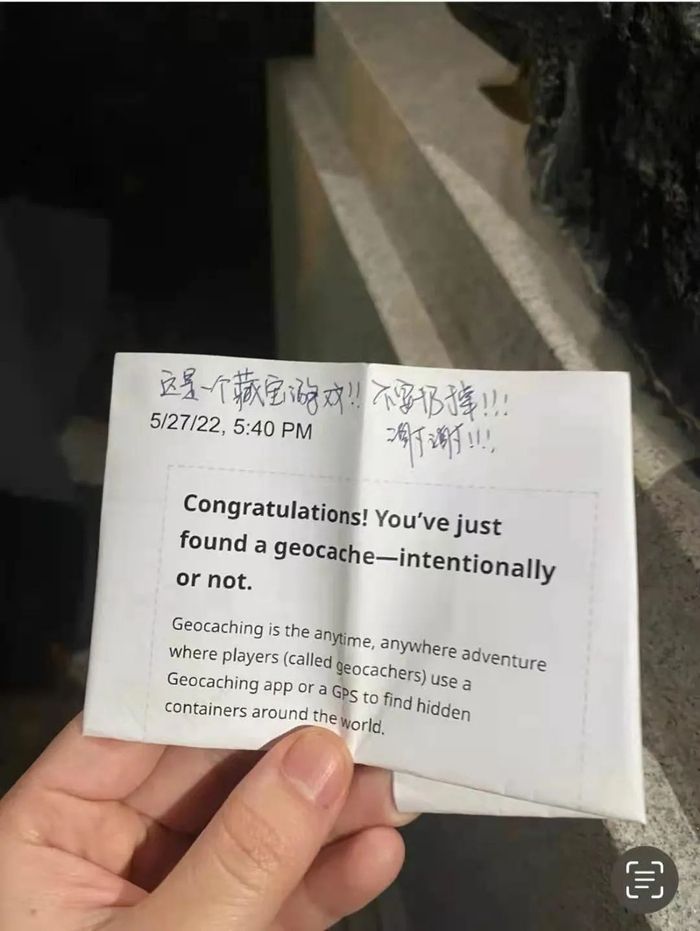 这是一个藏宝游戏!! 不要扔掉!!!
5/27/22, 5:40 PM
谢谢!!!
Congratulations! You’ve just
found a geocache—intentionally
or not.
Geocaching is the anytime, anywhere adventure
where players (called geocachers) use a
Geocaching app or a GPS to find hidden
containers around the world.